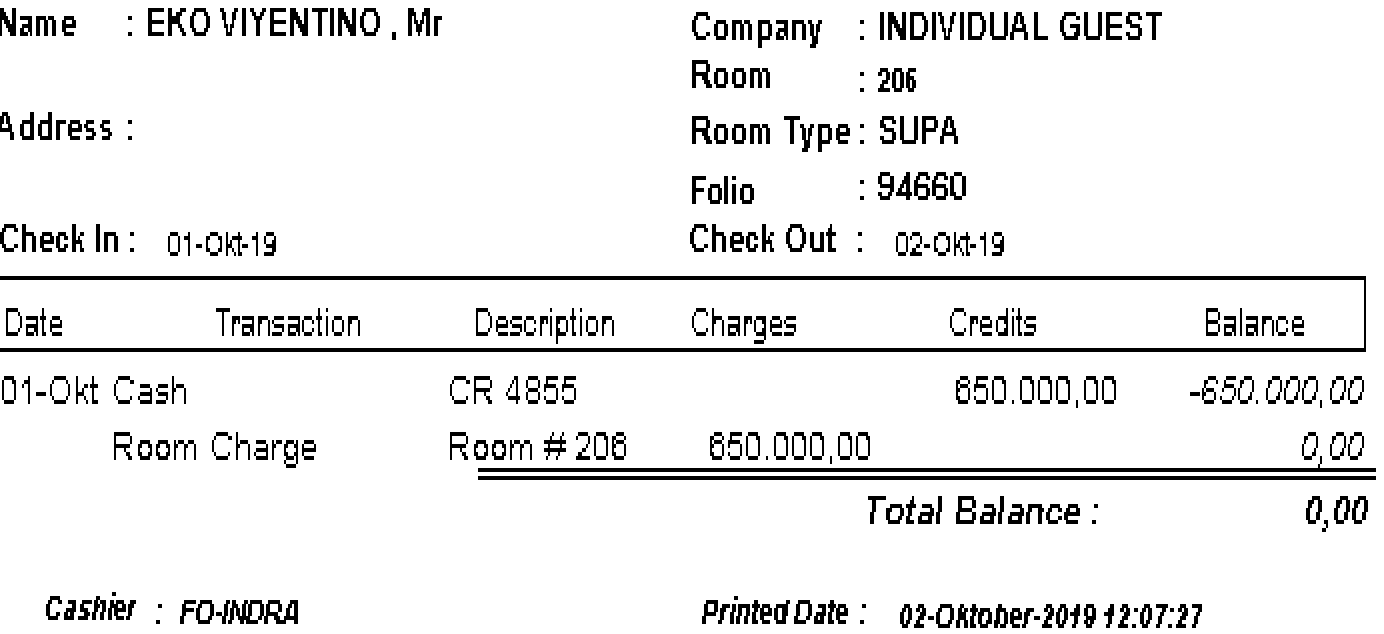 Name : EKO VIYENTINO , Mr Company : INDIVIDUAL GUEST
Room : 206
Address : Room Type : SUPA
Folio : 94660
Check In : 01-Okt-19 Check Out : 02-Okt-19
Date Transaction Description Charges Credits Balance
01-Okt Cash CR 4855 650.000,00 -650.000,00
Room Charge Room # 206 650.000,00 0,00
Total Balance : 0,00
Cashier : FO-INDRA Printed Date : 02-Oktober-2019 12:07:27